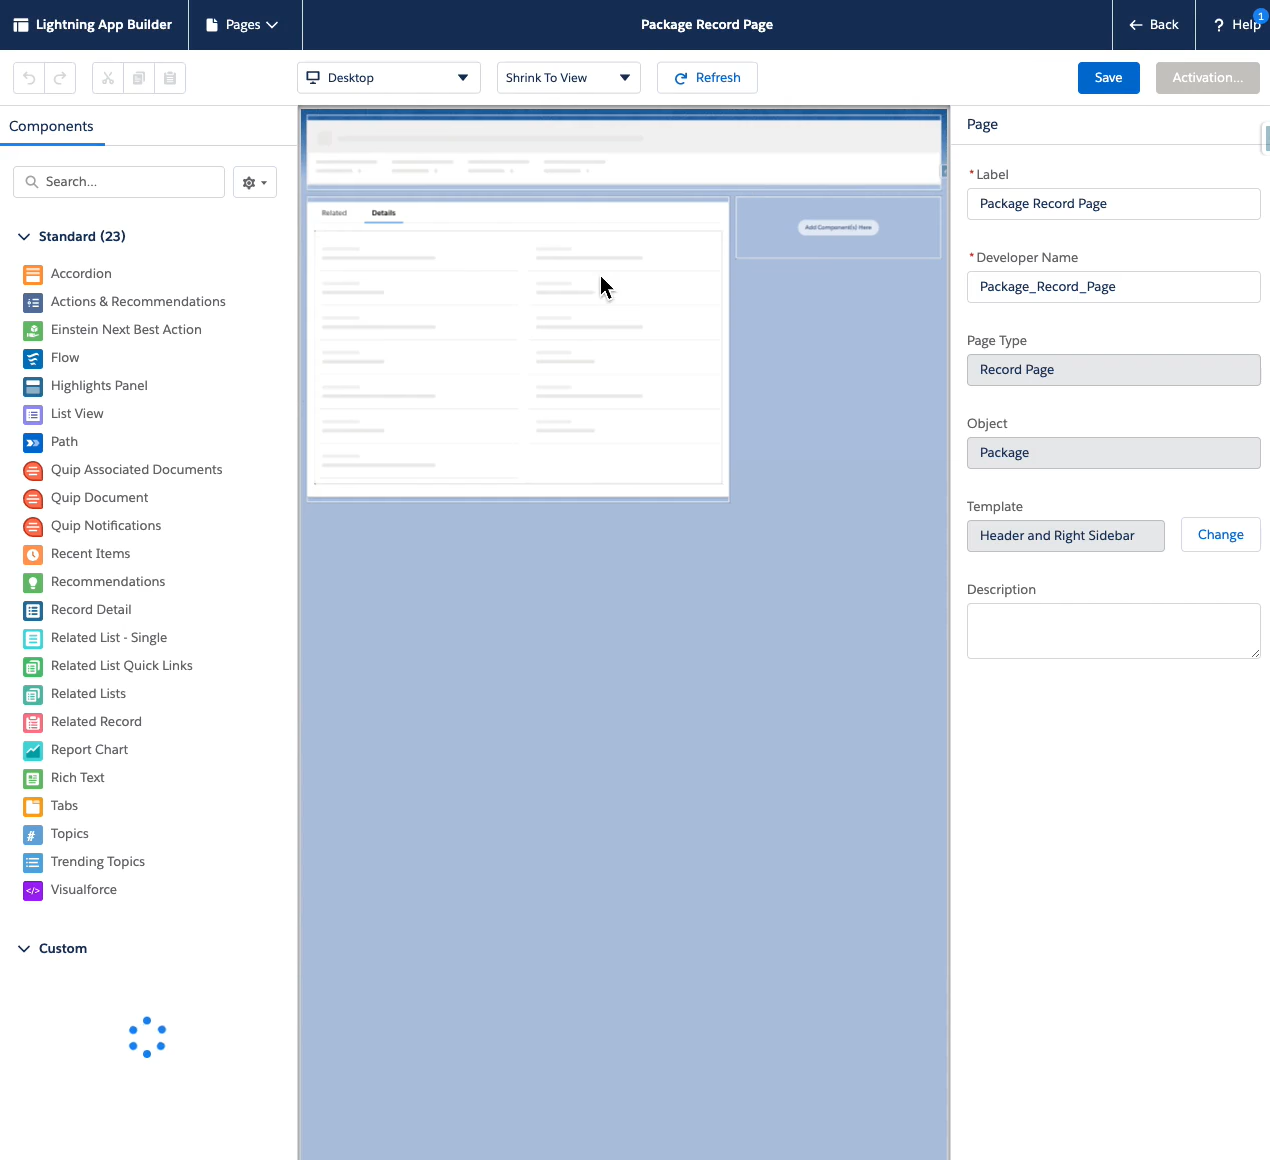 Lightning App Builder
Pages
Package Record Page
Back
? Help
1
Desktop
Shrink To View
Refresh
Save
Activation...
Components
Search...
Standard (23)
Accordion
Actions & Recommendations
Einstein Next Best Action
Flow
Highlights Panel
List View
Path
Quip Associated Documents
Quip Document
Quip Notifications
Recent Items
Recommendations
Record Detail
Related List - Single
Related List Quick Links
Related Lists
Related Record
Report Chart
Rich Text
Tabs
Topics
Trending Topics
Visualforce
Custom
Related
Details
Add Component(s) Here
Page
* Label
Package Record Page
* Developer Name
Package_Record_Page
Page Type
Record Page
Object
Package
Template
Header and Right Sidebar
Change
Description